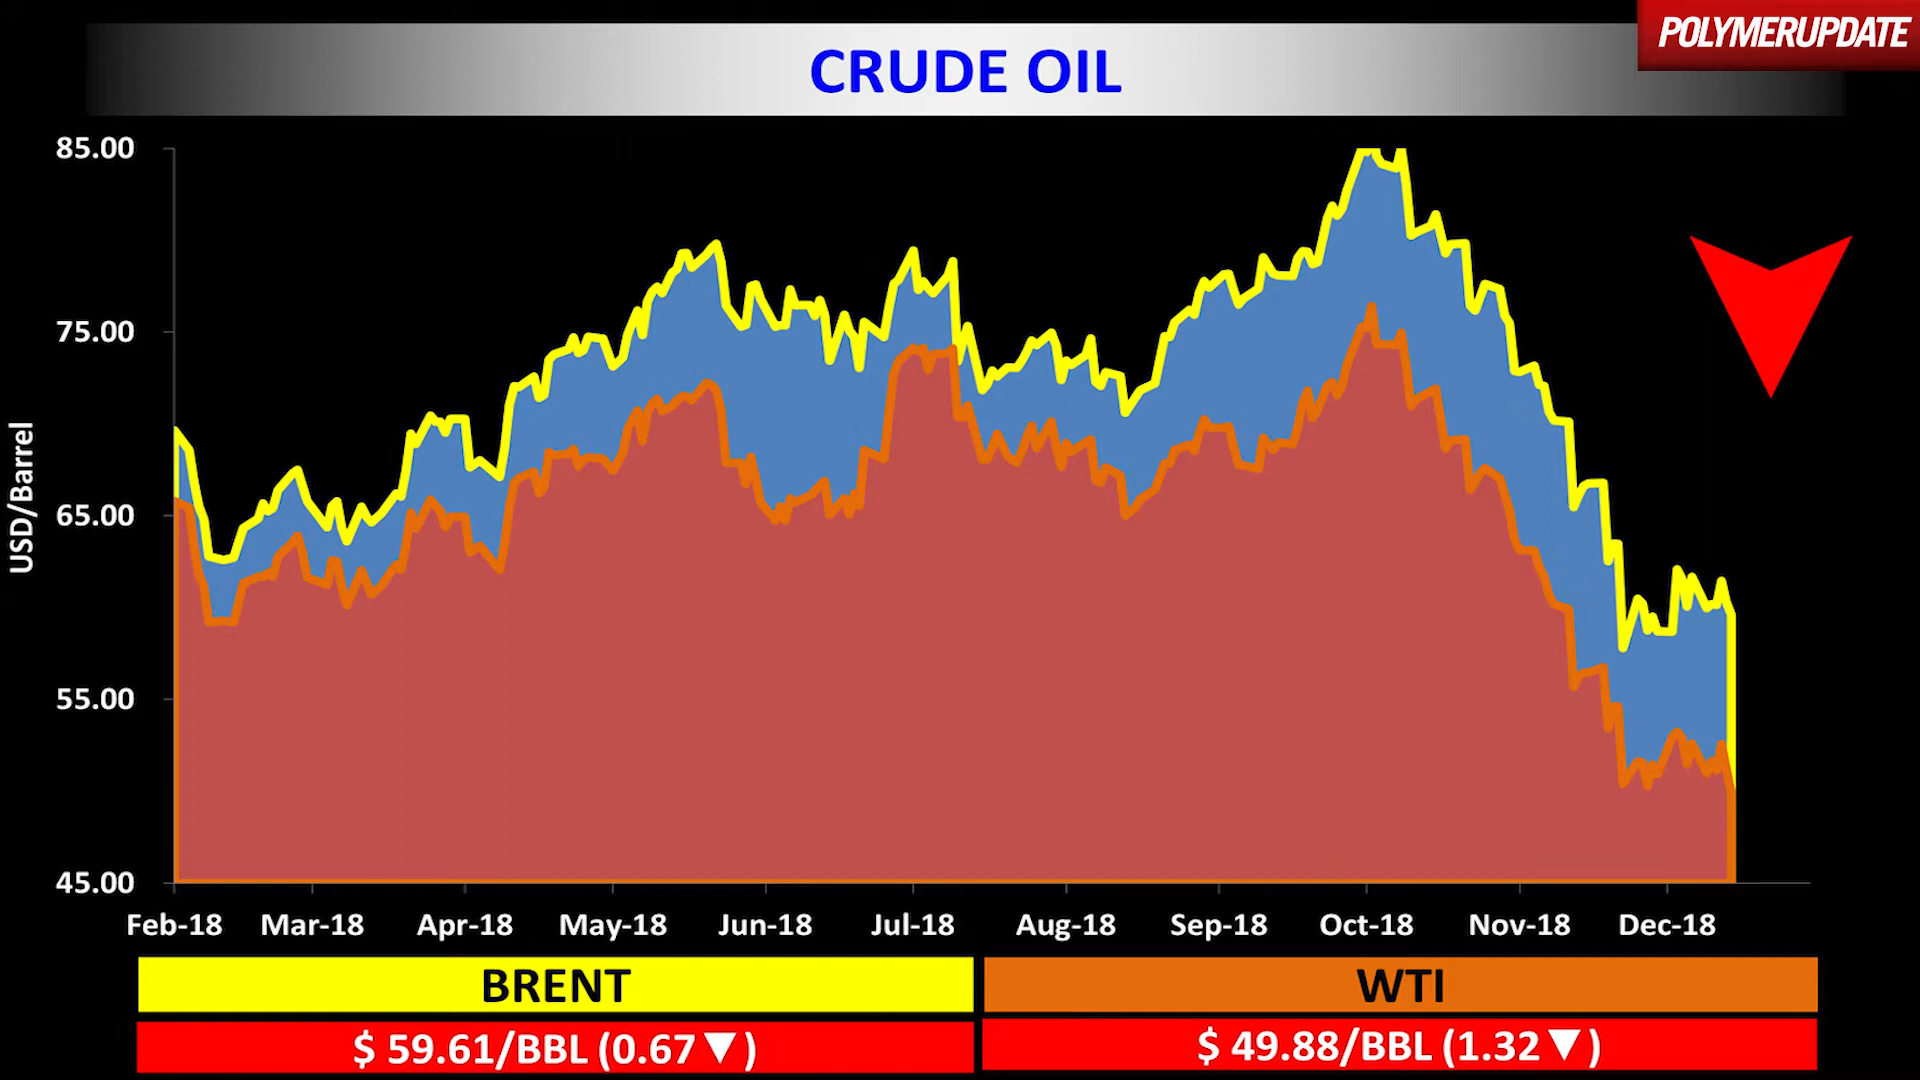 POLYMERUPDATE
CRUDE OIL
85.00
75.00
65.00
55.00
45.00
USD/Barrel
Feb-18 Mar-18 Apr-18 May-18 Jun-18 Jul-18 Aug-18 Sep-18 Oct-18 Nov-18 Dec-18
BRENT WTI
$ 59.61/BBL (0.67▼) $ 49.88/BBL (1.32▼)